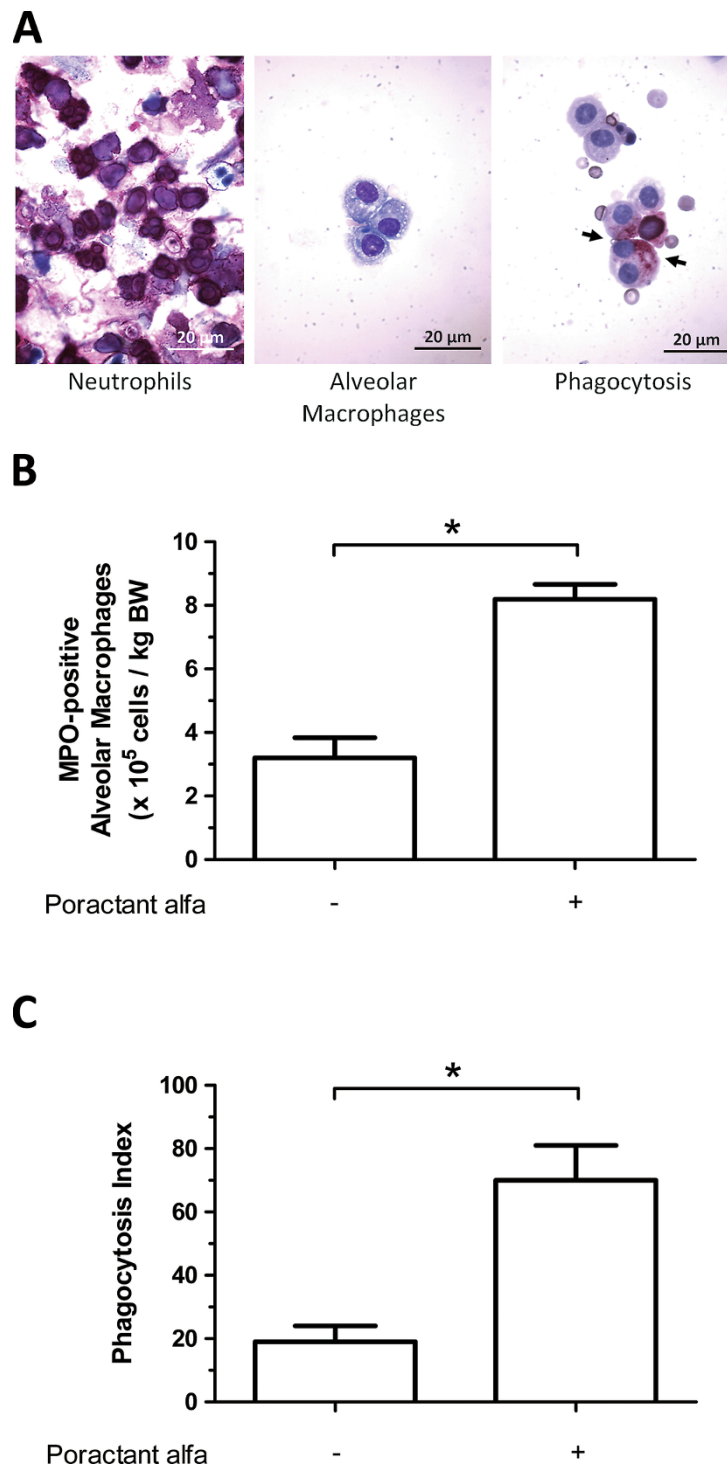 A
20 µm
20 µm
20 µm
Neutrophils
Alveolar
Macrophages
Phagocytosis
B
*
MPO-positive
Alveolar Macrophages
(x 10⁵ cells / kg BW
10
8
6
4
2
0
Poractant alfa - +
C
*
Phagocytosis Index
100
80
60
40
20
0
Poractant alfa - +